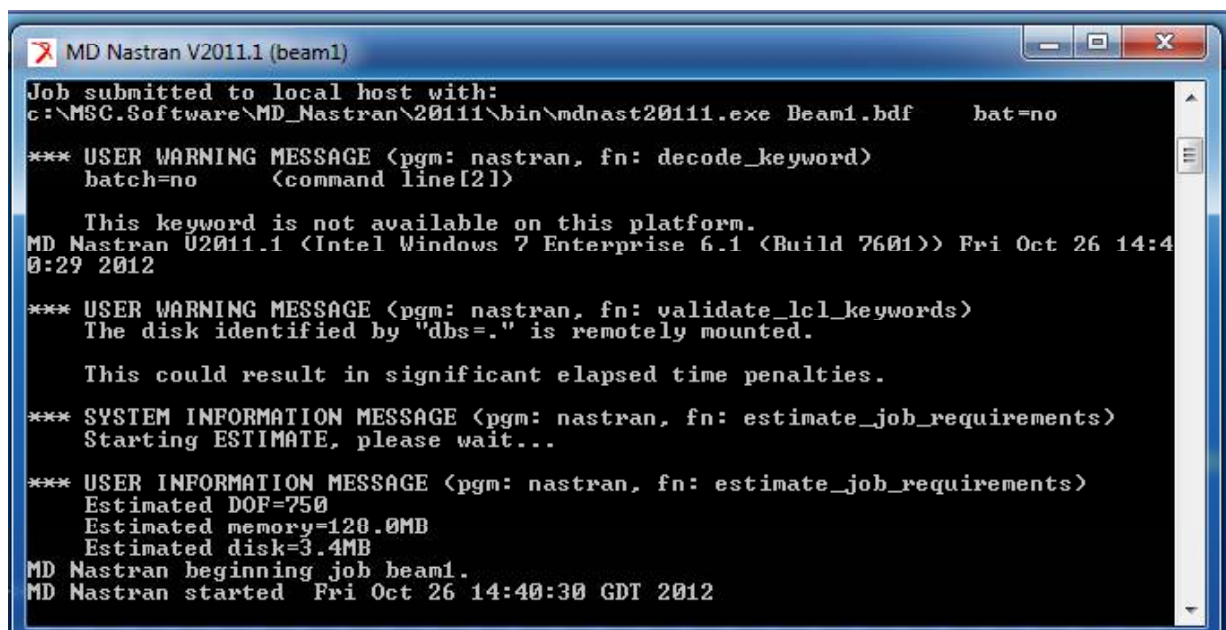 MD Nastran V2011.1 (beam1)
Job submitted to local host with:
c:\MSC.Software\MD_Nastran\20111\bin\mdnast20111.exe Beam1.bdf    bat=no
*** USER WARNING MESSAGE (pgm: nastran, fn: decode_keyword)
    batch=no      (command line[2])
    This keyword is not available on this platform.
MD Nastran V2011.1 (Intel Windows 7 Enterprise 6.1 (Build 7601)) Fri Oct 26 14:4
0:29 2012
*** USER WARNING MESSAGE (pgm: nastran, fn: validate_lcl_keywords)
    The disk identified by "dbs=." is remotely mounted.
    This could result in significant elapsed time penalties.
*** SYSTEM INFORMATION MESSAGE (pgm: nastran, fn: estimate_job_requirements)
    Starting ESTIMATE, please wait...
*** USER INFORMATION MESSAGE (pgm: nastran, fn: estimate_job_requirements)
    Estimated DOF=750
    Estimated memory=128.0MB
    Estimated disk=3.4MB
MD Nastran beginning job beam1.
MD Nastran started  Fri Oct 26 14:40:30 GDT 2012